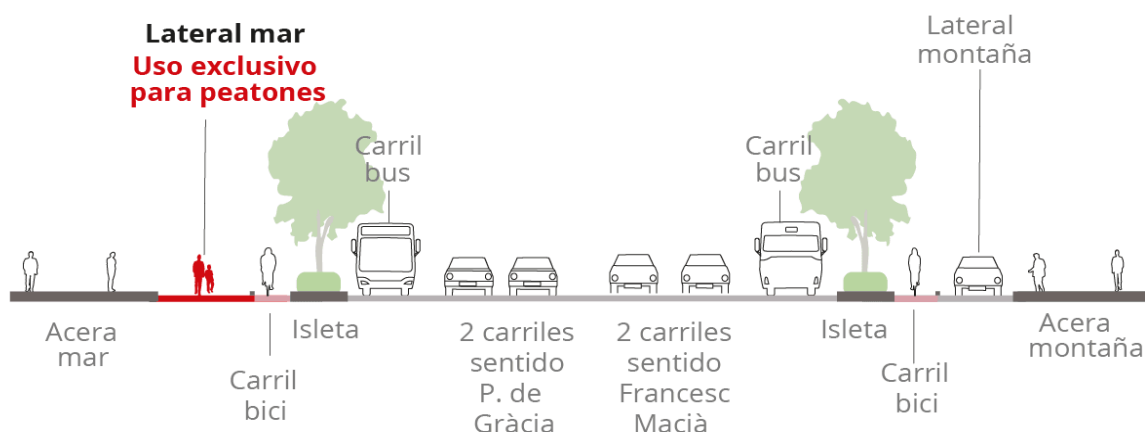 Lateral mar
Uso exclusivo
para peatones
Lateral
montaña
Carril
bus
Carril
bus
Acera
mar
Carril
bici
Isleta
2 carriles
sentido
P. de
Gràcia
2 carriles
sentido
Francesc
Macià
Isleta
Carril
bici
Acera
montaña